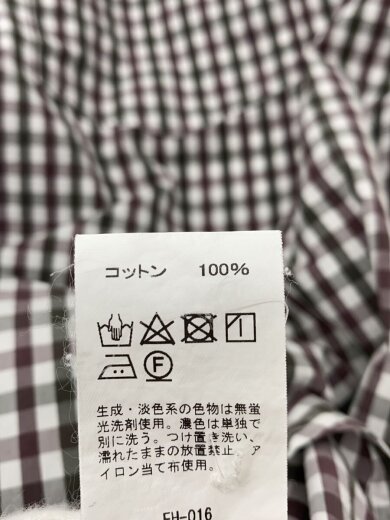 コットン 100%
F
生成・淡色系の色物は無蛍
光洗剤使用。濃色は単独で
別に洗う。つけ置き洗い、
濡れたままの放置禁止。ア
イロン当て布使用。
FH-016